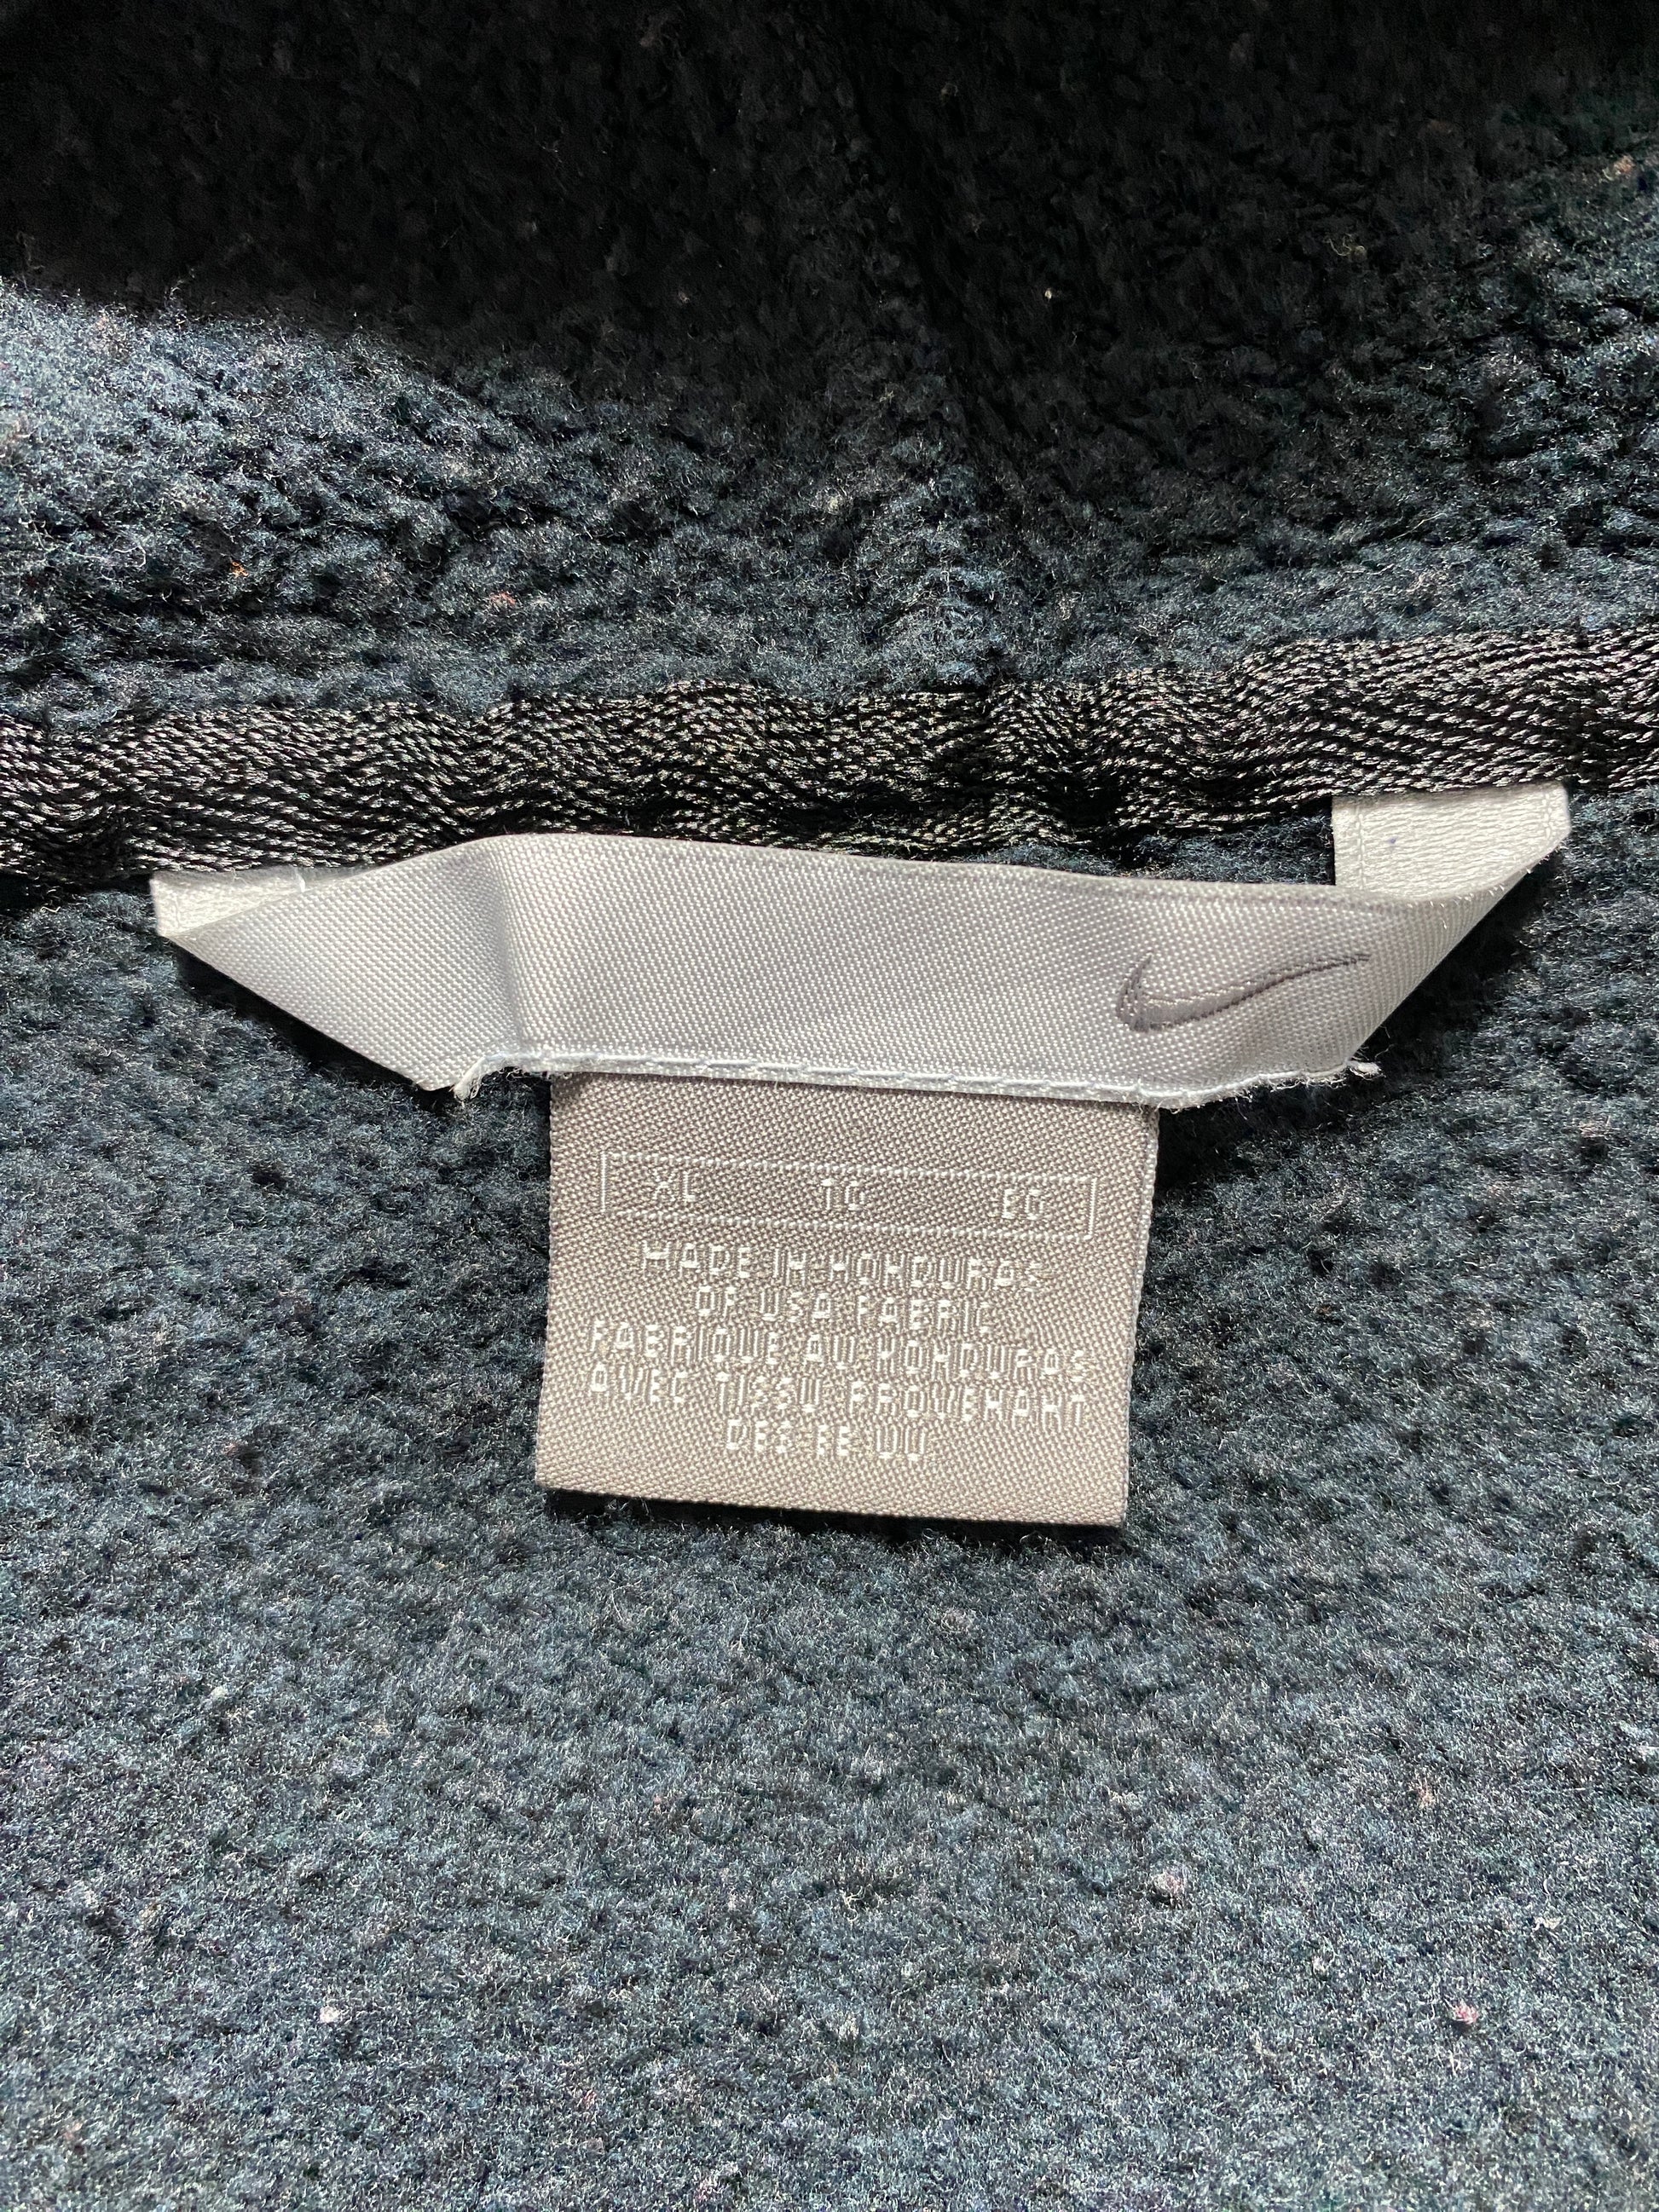 XL TG EG
MADE IN HONDURAS
OF USA FABRIC
FABRIQUE AU HONDURAS
AVEC TISSU PROVENANT
DES EE UU